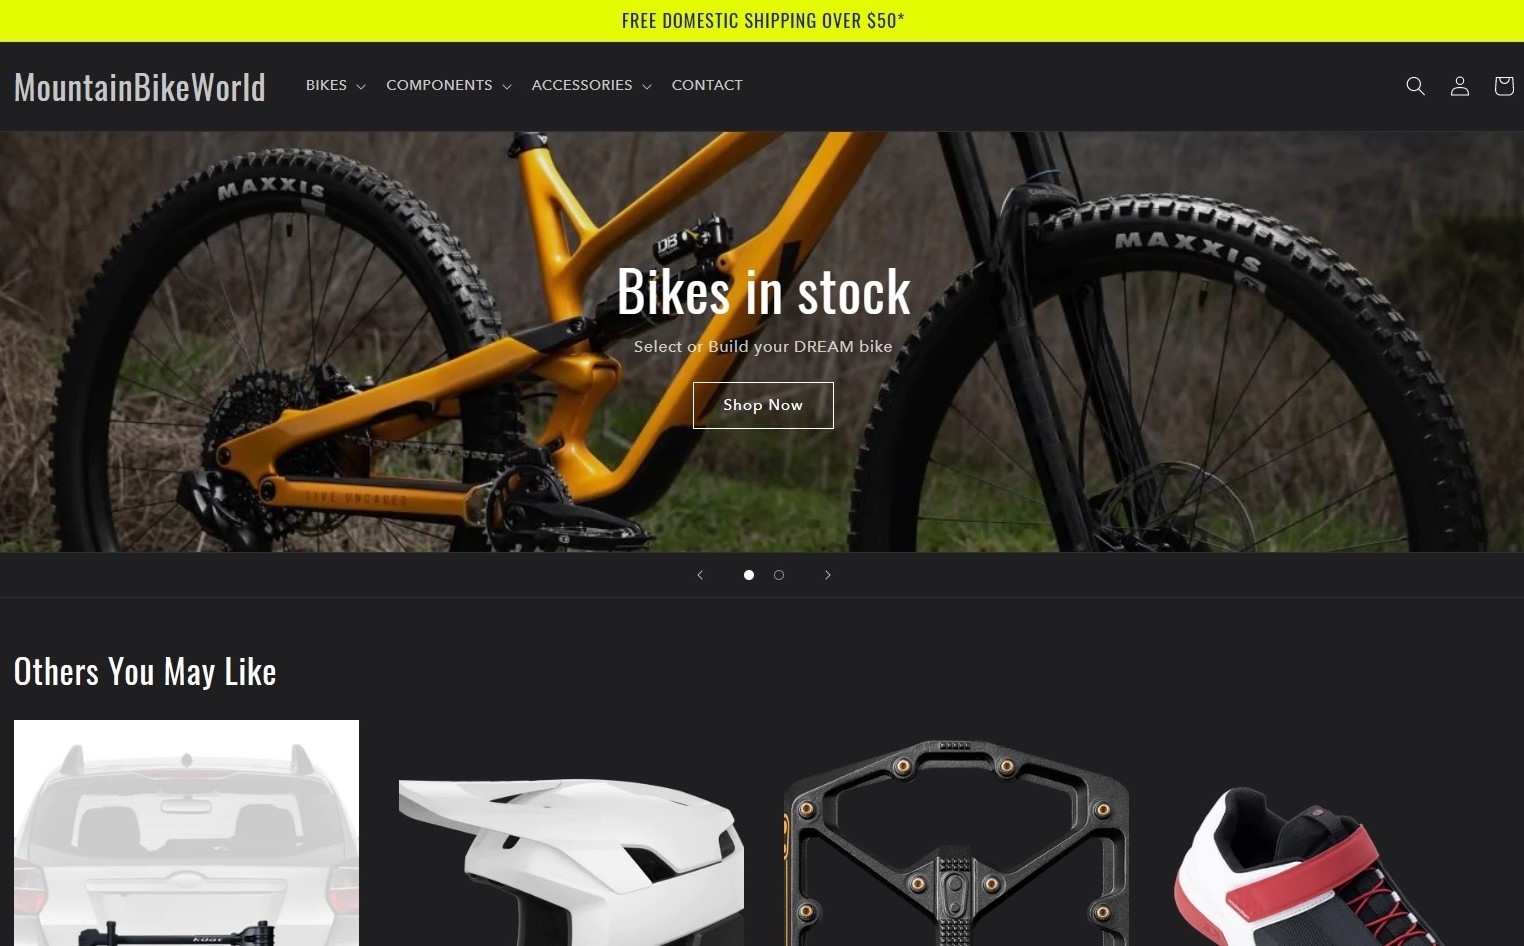 FREE DOMESTIC SHIPPING OVER $50*
MountainBikeWorld
BIKES
COMPONENTS
ACCESSORIES
CONTACT
MAXXIS
MAXXIS
DB
Bikes in stock
Select or Build your DREAM bike
Shop Now
LIVE UNCAGED
Others You May Like
küat